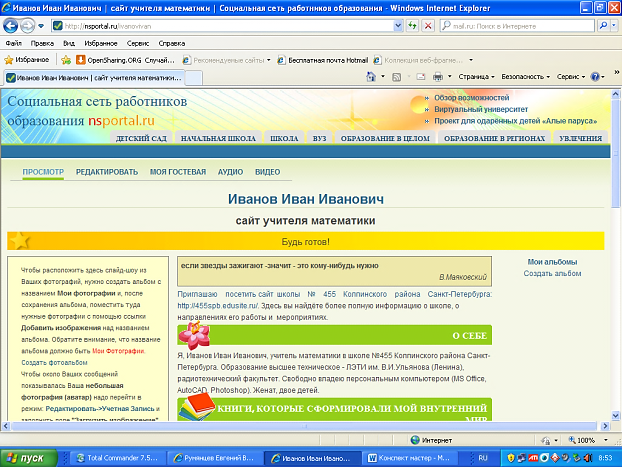 Иванов Иван Иванович | сайт учителя математики | Социальная сеть работников образования - Windows Internet Explorer
http://nsportal.ru/ivanovivan
mail.ru: Поиск в Интернете
Файл Правка Вид Избранное Сервис Справка
Избранное OpenSharing.ORG Случай... Рекомендуемые сайты Бесплатная почта Hotmail Коллекция веб-фрагме...
Иванов Иван Иванович | сайт учителя математики...
Страница Безопасность Сервис
Социальная сеть работников
образования nsportal.ru
» Обзор возможностей
» Виртуальный университет
» Проект для одарённых детей «Алые паруса»
ДЕТСКИЙ САД НАЧАЛЬНАЯ ШКОЛА ШКОЛА ВУЗ ОБРАЗОВАНИЕ В ЦЕЛОМ ОБРАЗОВАНИЕ В РЕГИОНАХ УВЛЕЧЕНИЯ
ПРОСМОТР РЕДАКТИРОВАТЬ МОЯ ГОСТЕВАЯ АУДИО ВИДЕО
Иванов Иван Иванович
сайт учителя математики
Будь готов!
Чтобы расположить здесь слайд-шоу из
Ваших фотографий, нужно создать альбом с
названием Мои фотографии и, после
сохранения альбома, поместить туда
нужные фотографии с помощью ссылки
Добавить изображения над названием
альбома. Обратите внимание, что название
альбома должно быть Мои Фотографии.
Создать фотоальбом
Чтобы около Ваших сообщений
показывалась Ваша небольшая
фотография (аватар) надо перейти в
режим: Редактировать->Учетная Запись и
заполнить поле "Загрузить изображение"
если звезды зажигают -значит - это кому-нибудь нужно
В.Маяковский
Приглашаю посетить сайт школы № 455 Колпинского района Санкт-Петербурга:
http://455spb.edusite.ru/. Здесь вы найдёте более полную информацию о школе, о
направлениях его работы и мероприятиях.
О СЕБЕ
Я, Иванов Иван Иванович, учитель математики в школе №455 Колпинского района Санкт-
Петербурга. Образование высшее техническое - ЛЭТИ им. В.И.Ульянова (Ленина),
радиотехнический факультет. Свободно владею персональным компьютером (MS Office,
AutoCAD, Photoshop). Женат, двое детей.
КНИГИ, КОТОРЫЕ СФОРМИРОВАЛИ МОЙ ВНУТРЕННИЙ
МИР
Мои альбомы
Создать альбом
Интернет 100%
пуск Total Commander 7.5... Румянцев Евгений В... Иванов Иван Ивано... Конспект мастер - М... RU 8:53